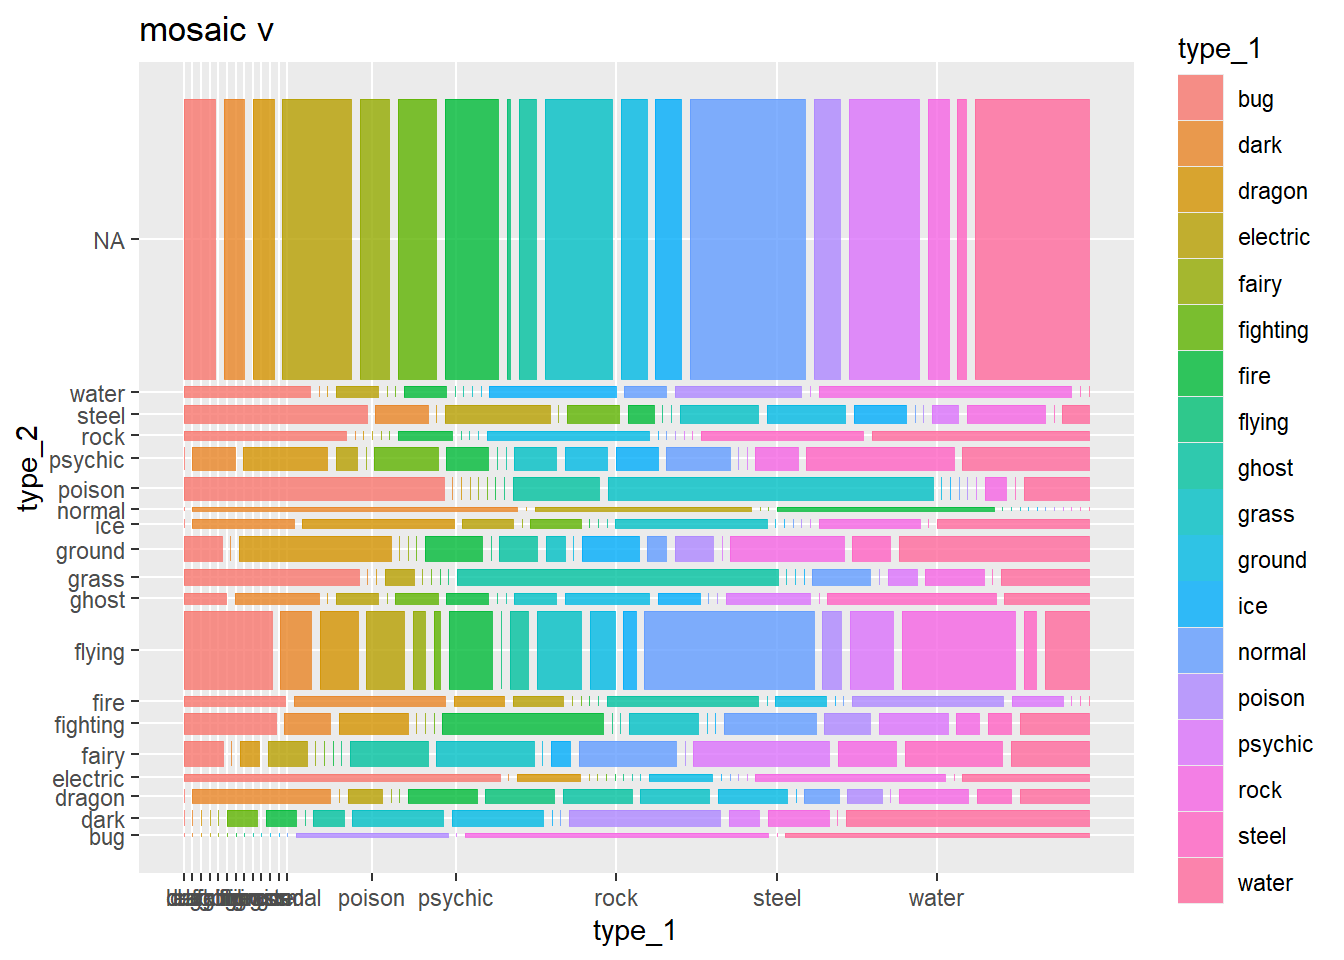 mosaic v
type_1
bug
dark
dragon
electric
fairy
fighting
fire
flying
ghost
grass
ground
ice
normal
poison
psychic
rock
steel
water
type_2
NA
water
steel
rock
psychic
poison
normal
ice
ground
grass
ghost
flying
fire
fighting
fairy
electric
dragon
dark
bug
poison psychic rock steel water
type_1